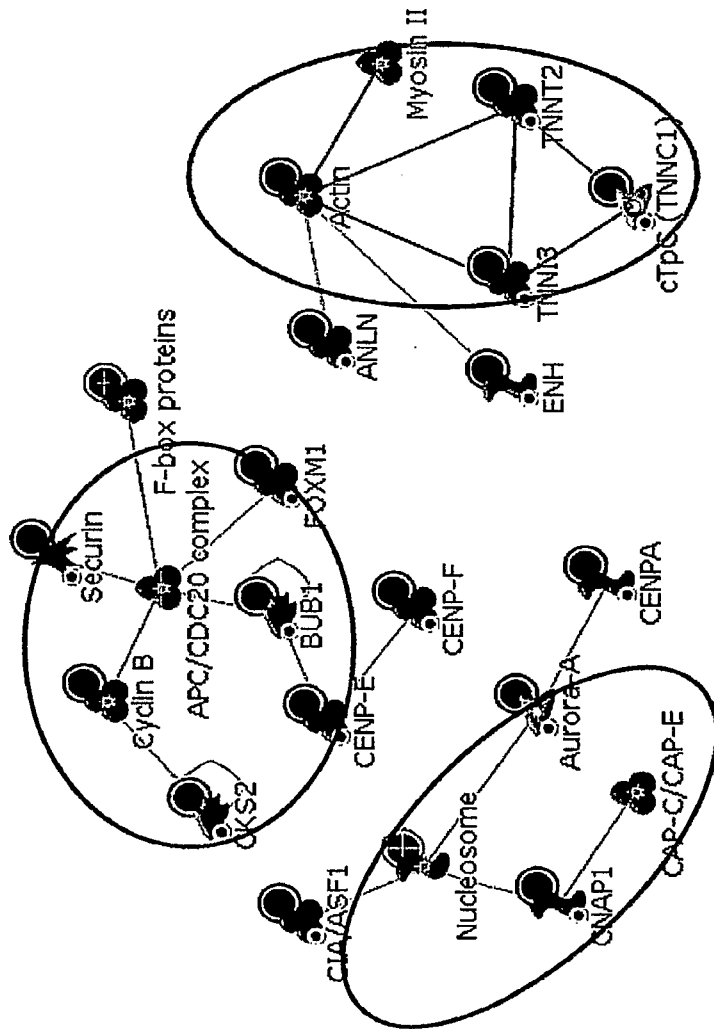 CIA/ASF1
Nucleosome
CNAP1
CAP-C/CAP-E
Aurora-A
CENPA
CKS2
Cyclin B
Securin
F-box proteins
APC/CDC20 complex
BUB1
FOXM1
CENP-E
CENP-F
ANLN
ENH
Actin
Myosin II
TNNI3
TNNT2
cTpC (TNNC1)